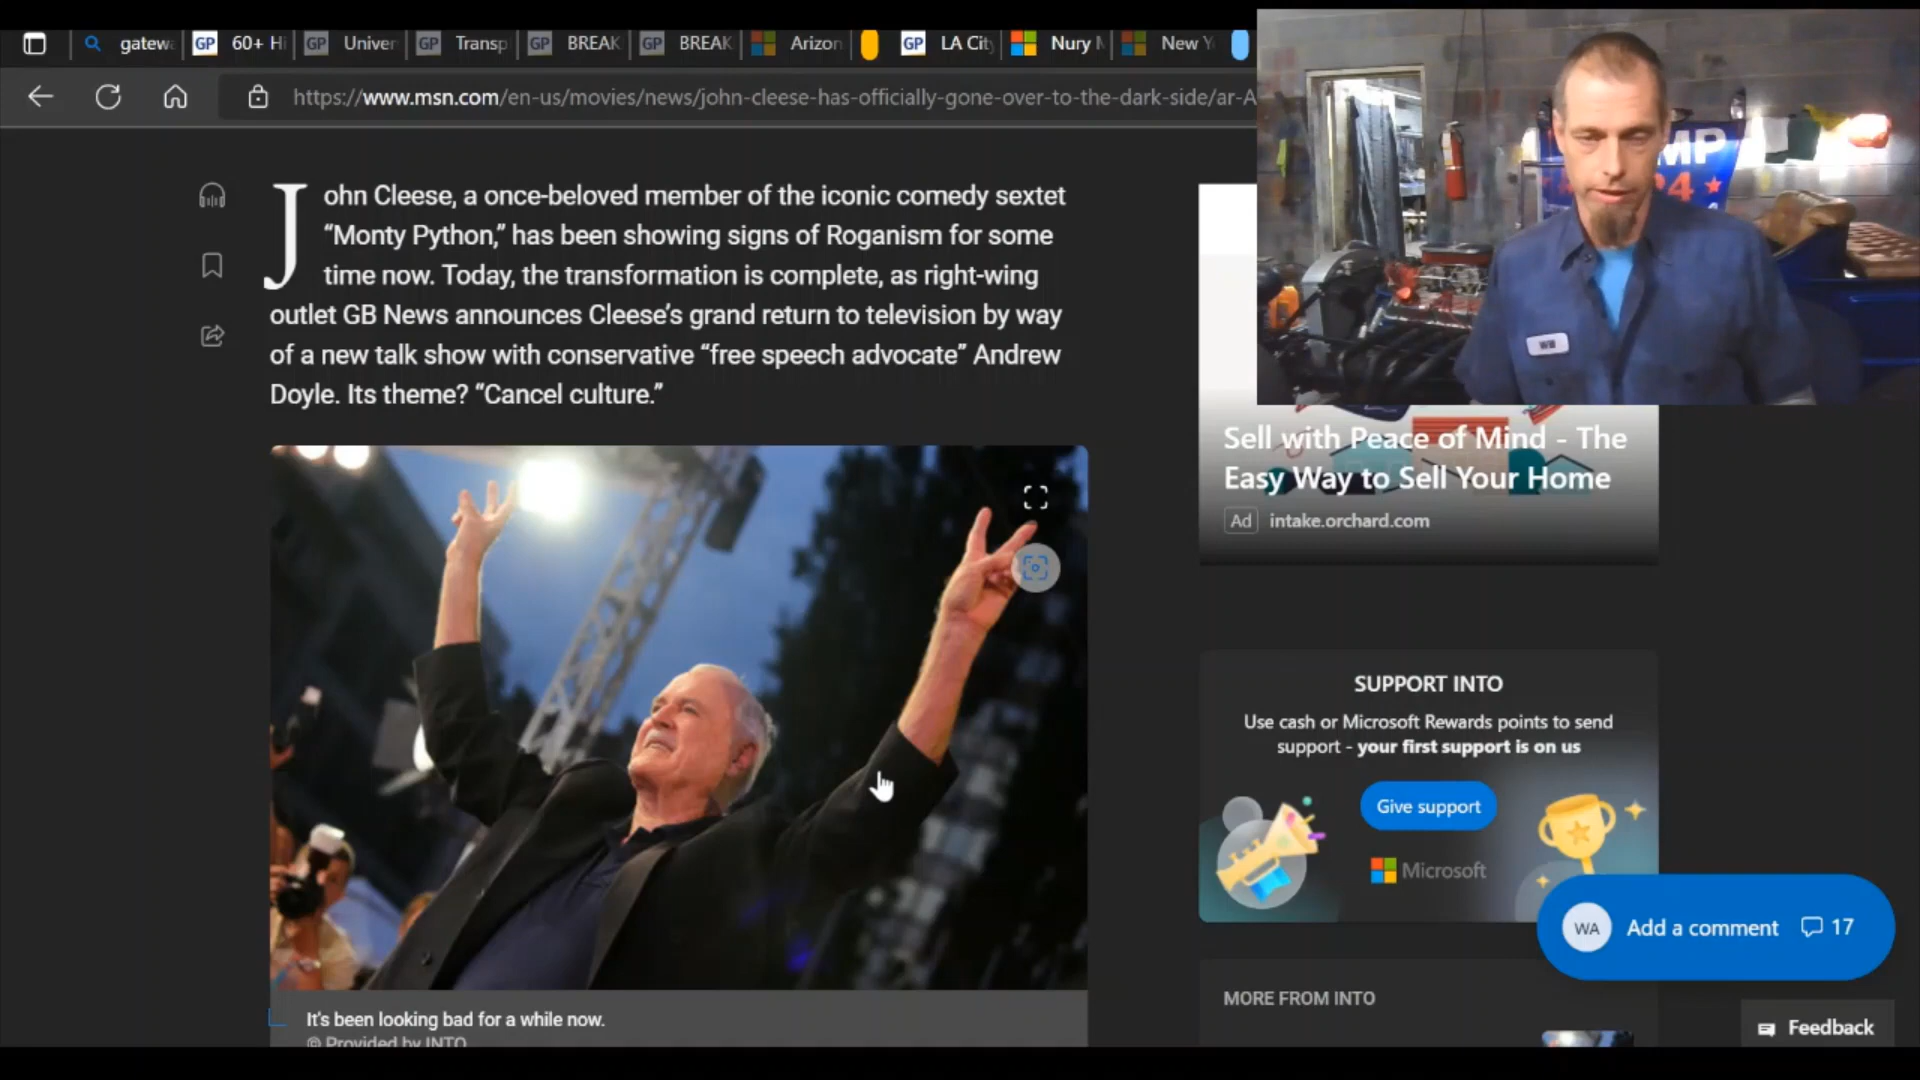 gatew
GP 60+ Hi
GP Univer
GP Transp
GP BREAK
GP BREAK
Arizon
GP LA City
Nury M
New Y
https://www.msn.com/en-us/movies/news/john-cleese-has-officially-gone-over-to-the-dark-side/ar-A
MP
4
Will
John Cleese, a once-beloved member of the iconic comedy sextet
“Monty Python,” has been showing signs of Roganism for some
time now. Today, the transformation is complete, as right-wing
outlet GB News announces Cleese’s grand return to television by way
of a new talk show with conservative “free speech advocate” Andrew
Doyle. Its theme? “Cancel culture.”
Sell with Peace of Mind - The
Easy Way to Sell Your Home
Ad intake.orchard.com
SUPPORT INTO
Use cash or Microsoft Rewards points to send
support - your first support is on us
Give support
Microsoft
WA Add a comment 17
MORE FROM INTO
It's been looking bad for a while now.
© Provided by INTO
Feedback